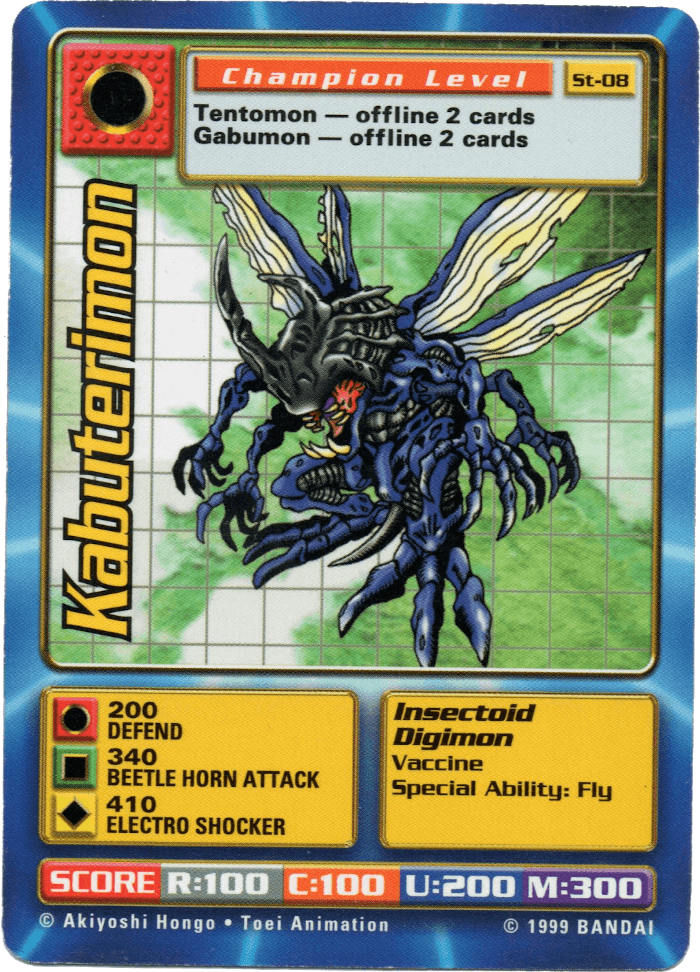 Champion Level
St-08
Tentomon — offline 2 cards
Gabumon — offline 2 cards
Kabuterimon
200
DEFEND
340
BEETLE HORN ATTACK
410
ELECTRO SHOCKER
Insectoid
Digimon
Vaccine
Special Ability: Fly
SCORE R:100 C:100 U:200 M:300
© Akiyoshi Hongo • Toei Animation © 1999 BANDAI